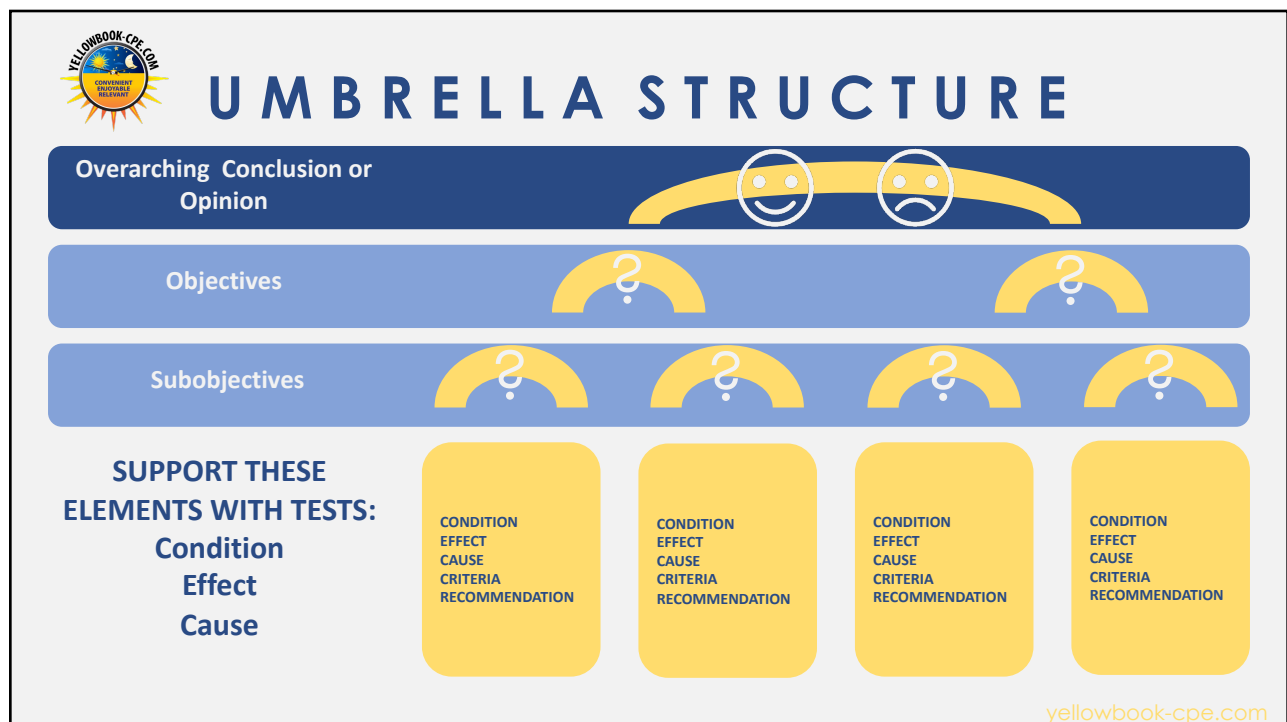 YELLOWBOOK-CPE.COM
CONVENIENT
ENJOYABLE
RELEVANT
UMBRELLA STRUCTURE
Overarching Conclusion or
Opinion
Objectives
?
?
Subobjectives
?
?
?
?
SUPPORT THESE
ELEMENTS WITH TESTS:
Condition
Effect
Cause
CONDITION
EFFECT
CAUSE
CRITERIA
RECOMMENDATION
CONDITION
EFFECT
CAUSE
CRITERIA
RECOMMENDATION
CONDITION
EFFECT
CAUSE
CRITERIA
RECOMMENDATION
CONDITION
EFFECT
CAUSE
CRITERIA
RECOMMENDATION
yellowbook-cpe.com